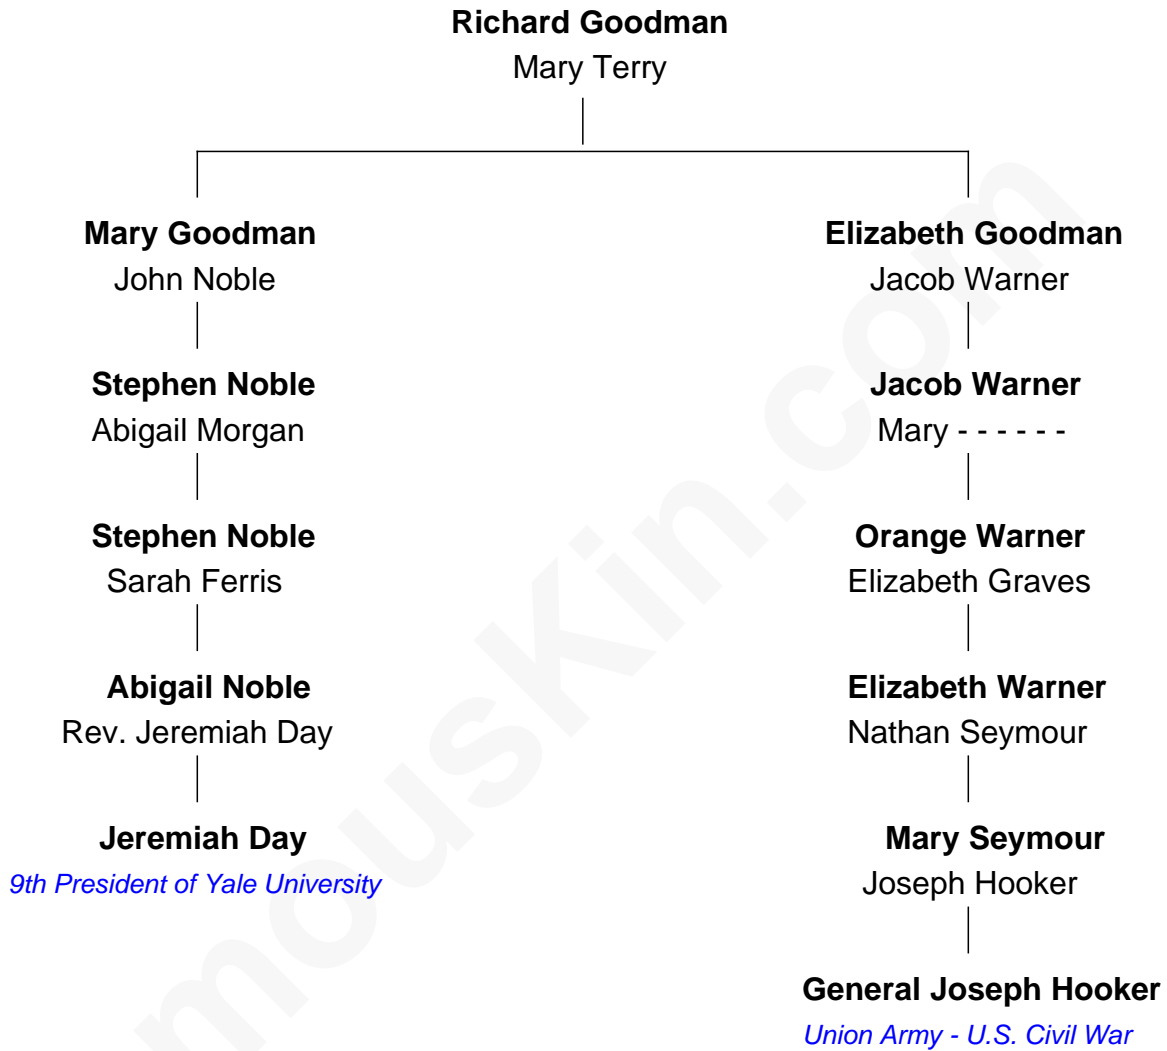 Richard Goodman
Mary Terry
Mary Goodman
John Noble
Stephen Noble
Abigail Morgan
Stephen Noble
Sarah Ferris
Abigail Noble
Rev. Jeremiah Day
Jeremiah Day
9th President of Yale University
Elizabeth Goodman
Jacob Warner
Jacob Warner
Mary - - - - - -
Orange Warner
Elizabeth Graves
Elizabeth Warner
Nathan Seymour
Mary Seymour
Joseph Hooker
General Joseph Hooker
Union Army - U.S. Civil War
mousKin.com